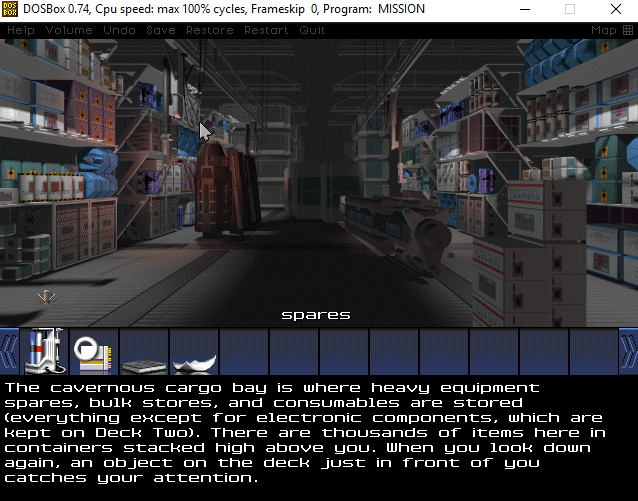 DOSBox 0.74, Cpu speed: max 100% cycles, Frameskip 0, Program: MISSION
Help Volume Undo Save Restore Restart Quit Map
spares
The cavernous cargo bay is where heavy equipment
spares, bulk stores, and consumables are stored
(everything except for electronic components, which are
kept on Deck Two). There are thousands of items here in
containers stacked high above you. When you look down
again, an object on the deck just in front of you
catches your attention.